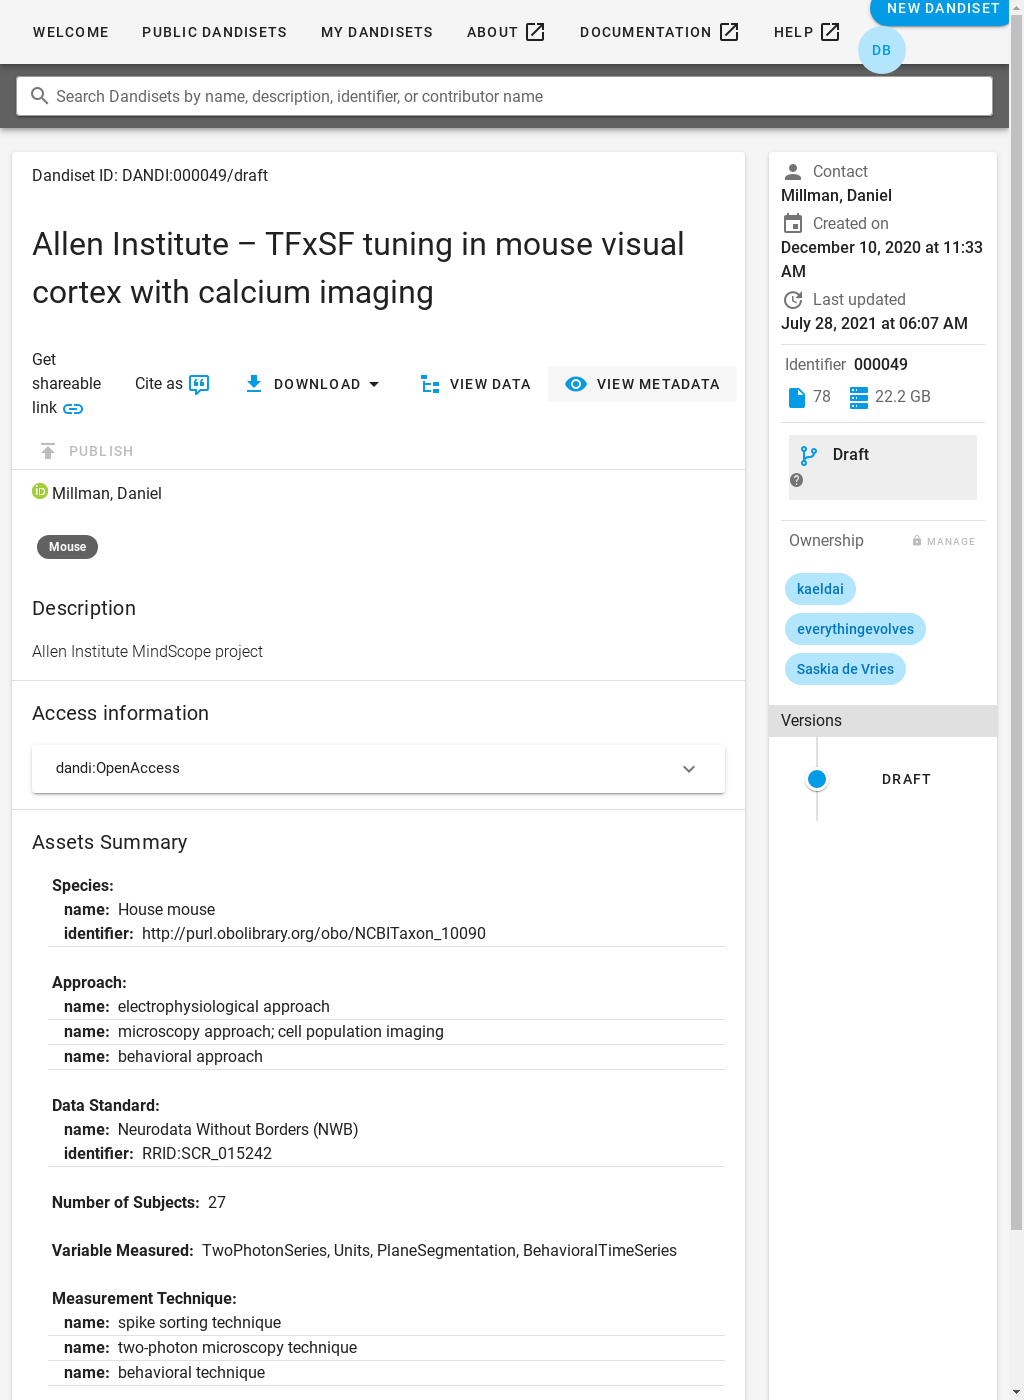 WELCOME
PUBLIC DANDISETS
MY DANDISETS
ABOUT
DOCUMENTATION
HELP
NEW DANDISET
DB
Search Dandisets by name, description, identifier, or contributor name
Dandiset ID: DANDI:000049/draft
Allen Institute – TFxSF tuning in mouse visual
cortex with calcium imaging
Get
shareable
link
Cite as
DOWNLOAD
VIEW DATA
VIEW METADATA
PUBLISH
iD Millman, Daniel
Mouse
Description
Allen Institute MindScope project
Access information
dandi:OpenAccess
Assets Summary
Species:
name: House mouse
identifier: http://purl.obolibrary.org/obo/NCBITaxon_10090
Approach:
name: electrophysiological approach
name: microscopy approach; cell population imaging
name: behavioral approach
Data Standard:
name: Neurodata Without Borders (NWB)
identifier: RRID:SCR_015242
Number of Subjects: 27
Variable Measured: TwoPhotonSeries, Units, PlaneSegmentation, BehavioralTimeSeries
Measurement Technique:
name: spike sorting technique
name: two-photon microscopy technique
name: behavioral technique
Contact
Millman, Daniel
Created on
December 10, 2020 at 11:33
AM
Last updated
July 28, 2021 at 06:07 AM
Identifier 000049
78
22.2 GB
Draft
?
Ownership
MANAGE
kaeldai
everythingevolves
Saskia de Vries
Versions
DRAFT